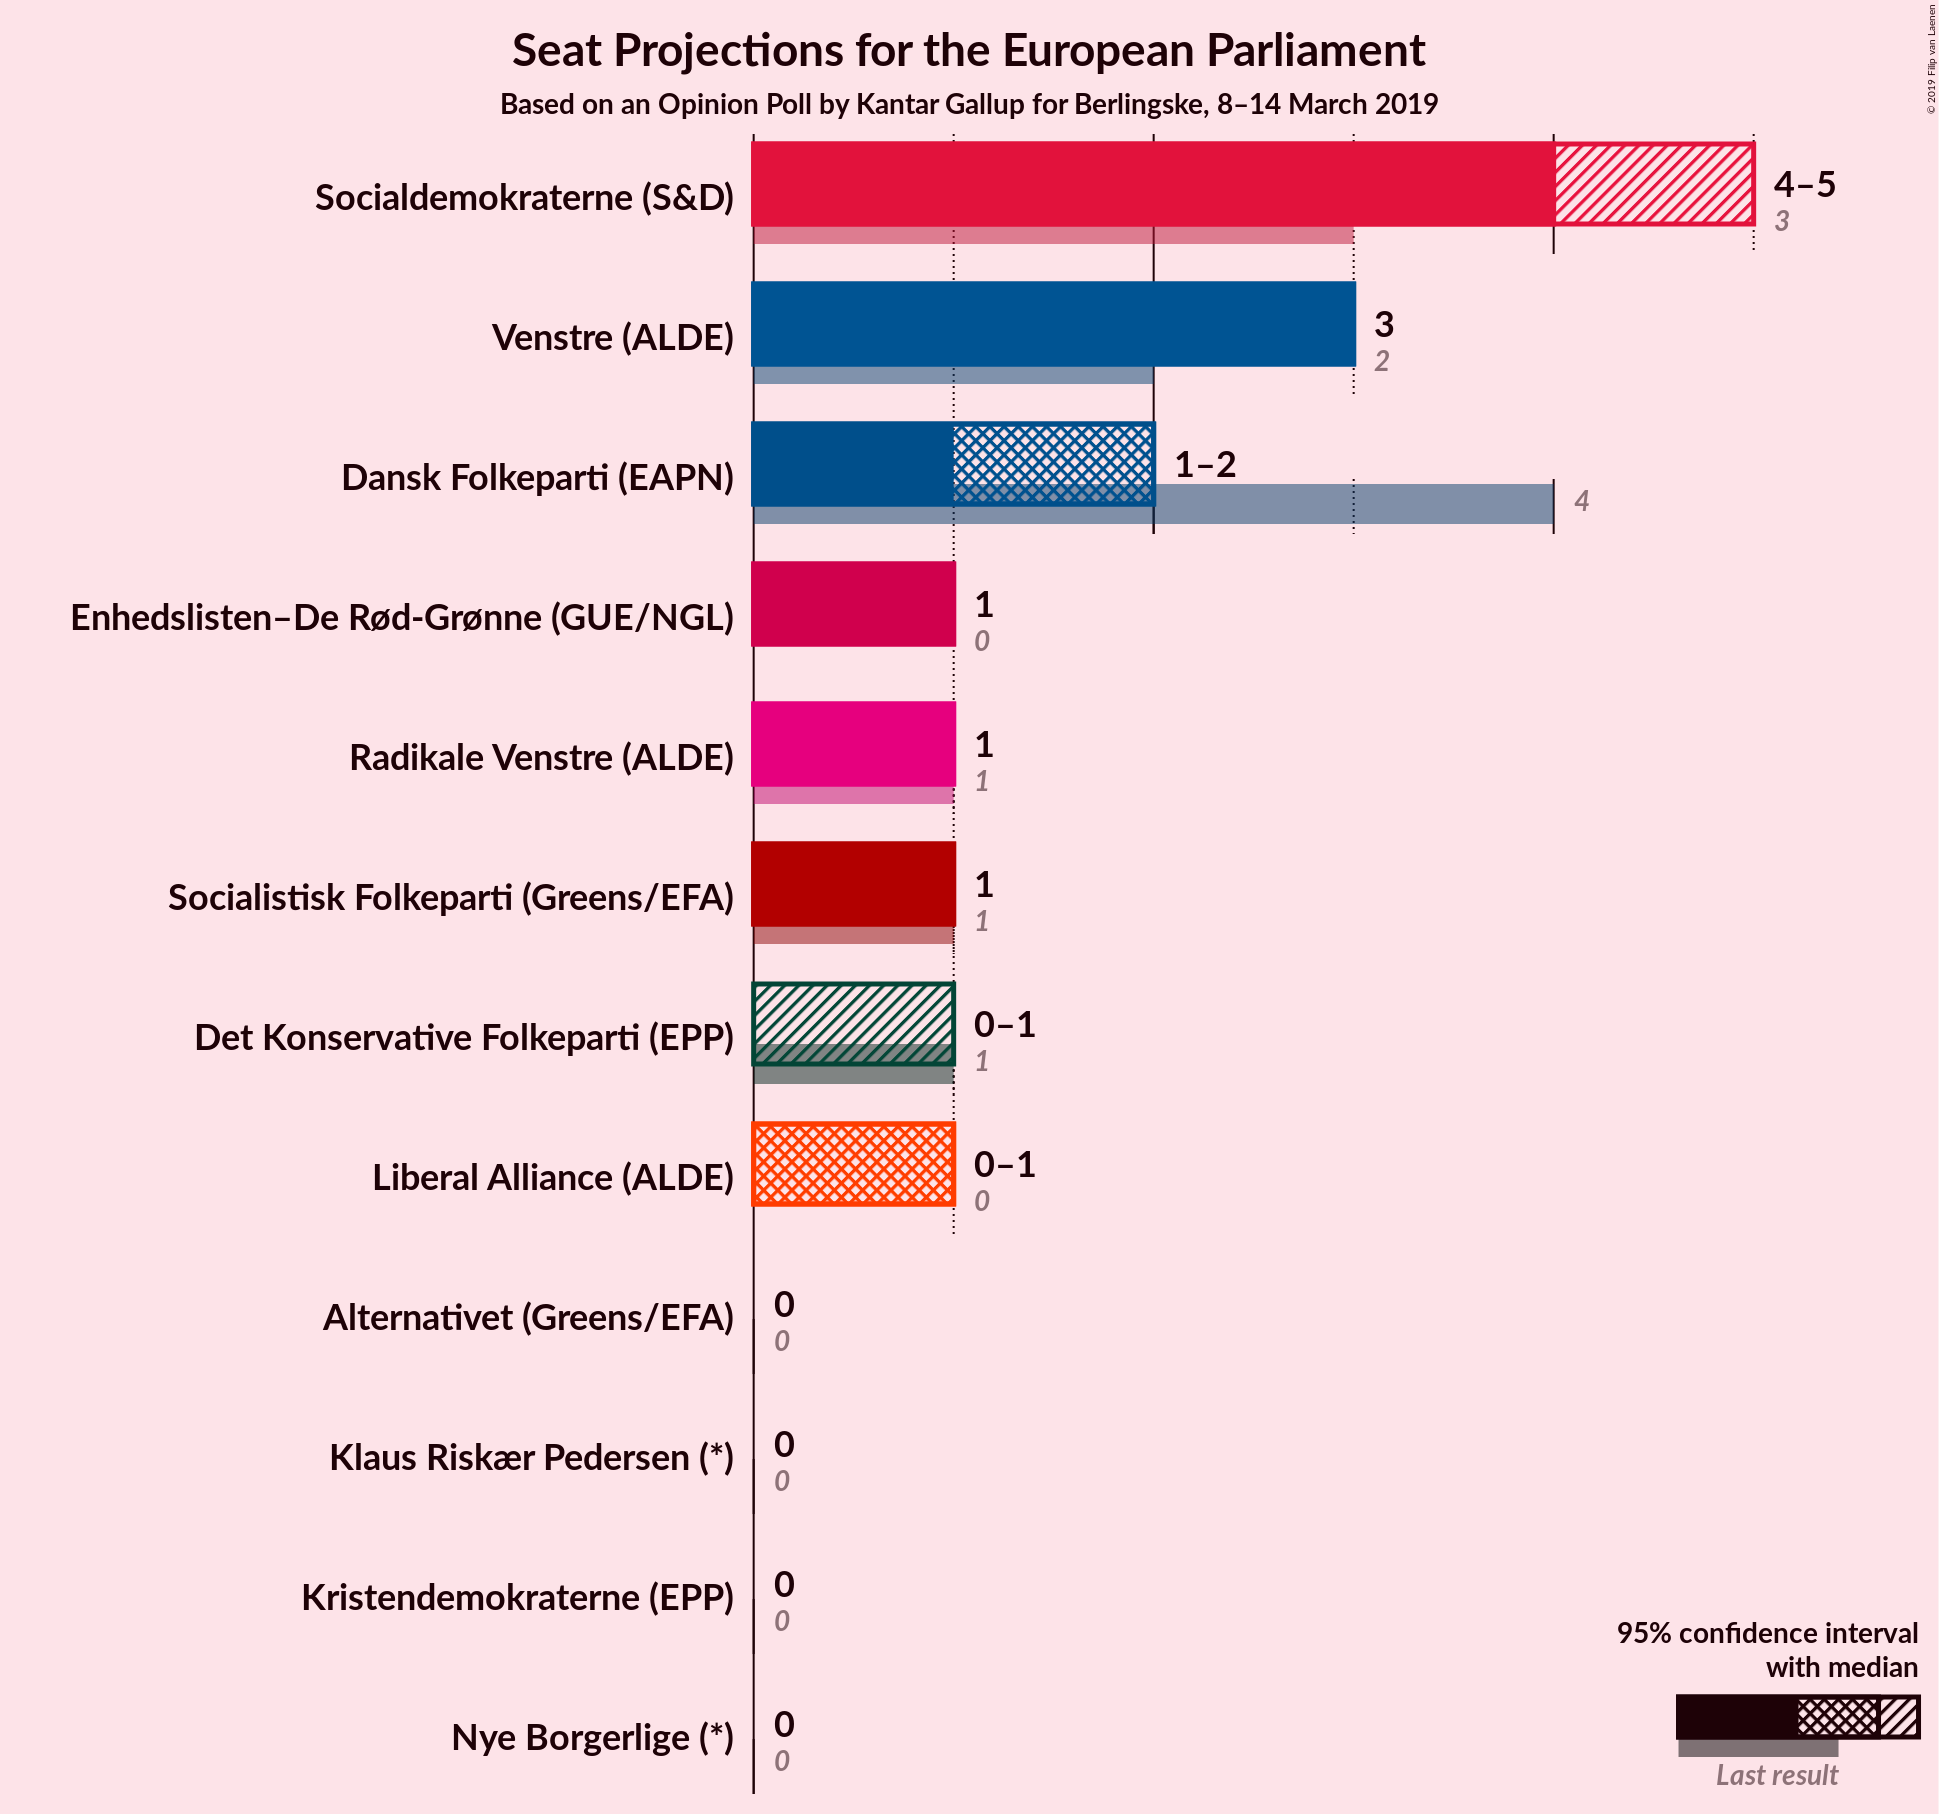 Seat Projections for the European Parliament
Based on an Opinion Poll by Kantar Gallup for Berlingske, 8–14 March 2019
© 2019 Filip van Laenen
Socialdemokraterne (S&D)
4–5
3
Venstre (ALDE)
3
2
Dansk Folkeparti (EAPN)
1–2
4
Enhedslisten–De Rød-Grønne (GUE/NGL)
1
0
Radikale Venstre (ALDE)
1
1
Socialistisk Folkeparti (Greens/EFA)
1
1
Det Konservative Folkeparti (EPP)
0–1
1
Liberal Alliance (ALDE)
0–1
0
Alternativet (Greens/EFA)
0
0
Klaus Riskær Pedersen (*)
0
0
Kristendemokraterne (EPP)
0
0
Nye Borgerlige (*)
0
0
95% confidence interval
with median
Last result